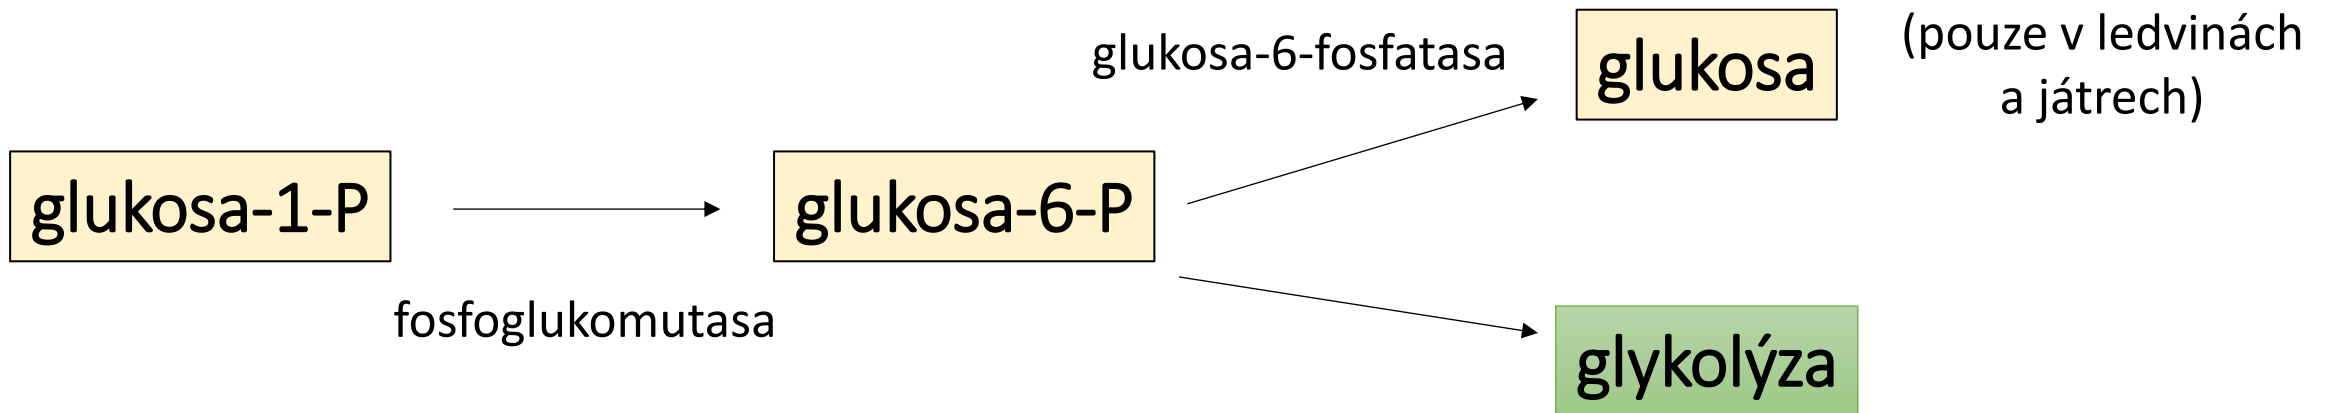 glukosa-6-fosfatasa
glukosa
(pouze v ledvinách
a játrech)
glukosa-1-P
glukosa-6-P
fosfoglukomutasa
glykolýza